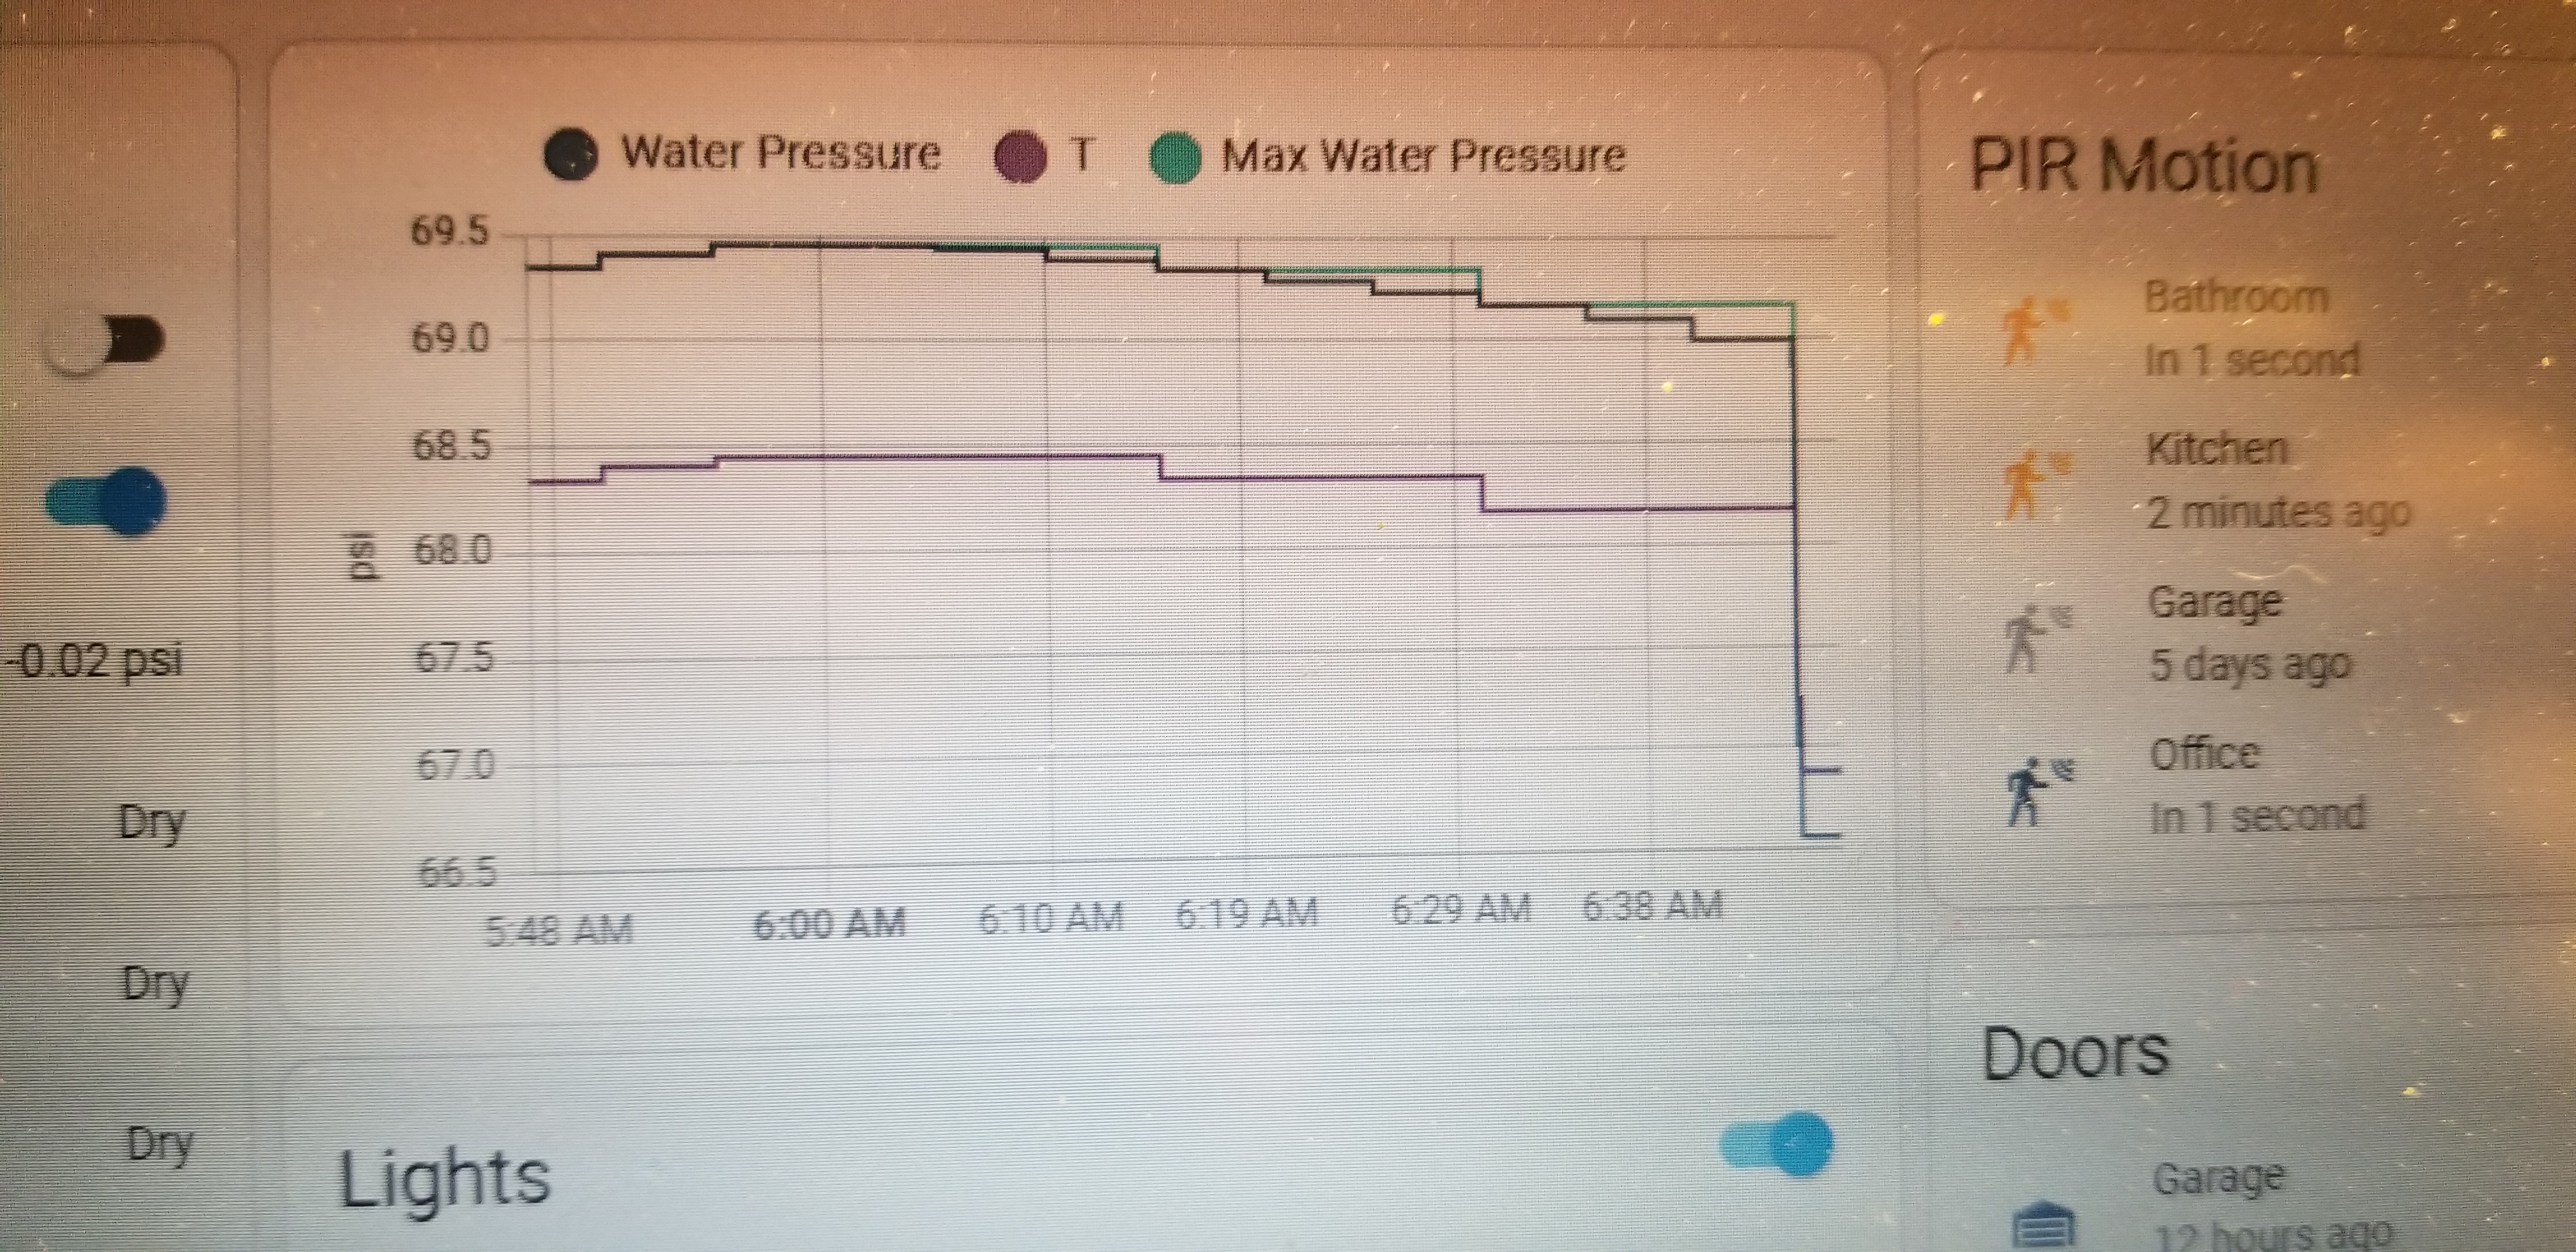 Water Pressure T Max Water Pressure
69.5
69.0
68.5
68.0
67.5
67.0
66.5
psi
5:48 AM 6:00 AM 6:10 AM 6:19 AM 6:29 AM 6:38 AM
-0.02 psi
Dry
Dry
Dry
Lights
PIR Motion
Bathroom
In 1 second
Kitchen
2 minutes ago
Garage
5 days ago
Office
In 1 second
Doors
Garage
12 hours ago